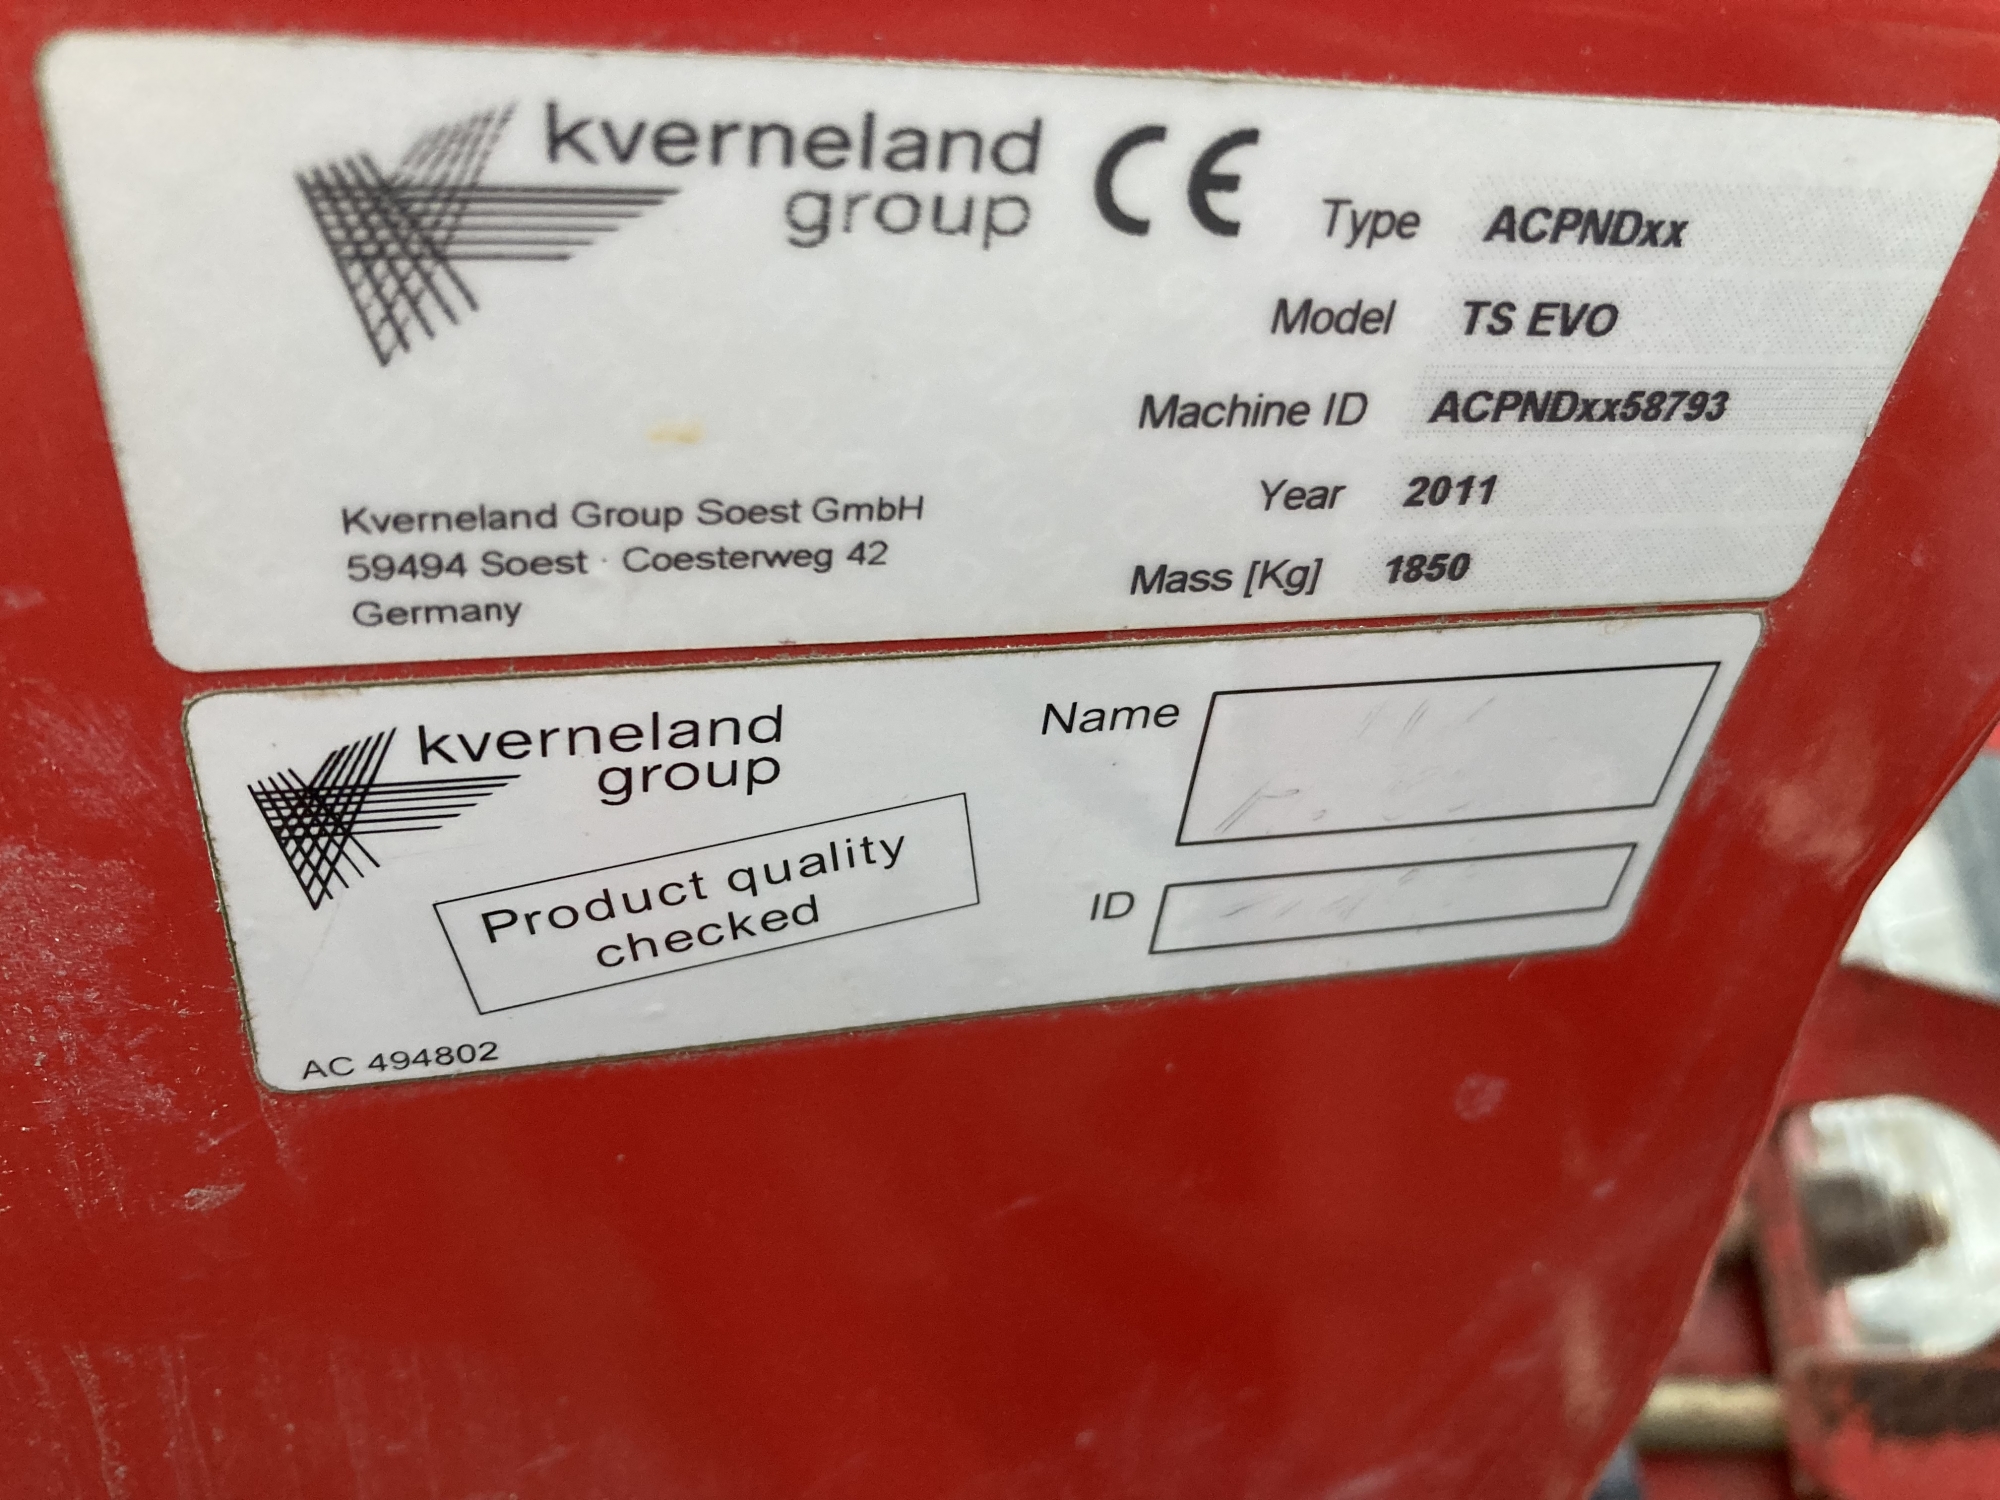 kverneland
group
CE
Type ACPNDxx
Model TS EVO
Machine ID ACPNDxx58793
Year 2011
Mass [Kg] 1850
Kverneland Group Soest GmbH
59494 Soest · Coesterweg 42
Germany
kverneland
group
Product quality
checked
Name
ID
AC 494802